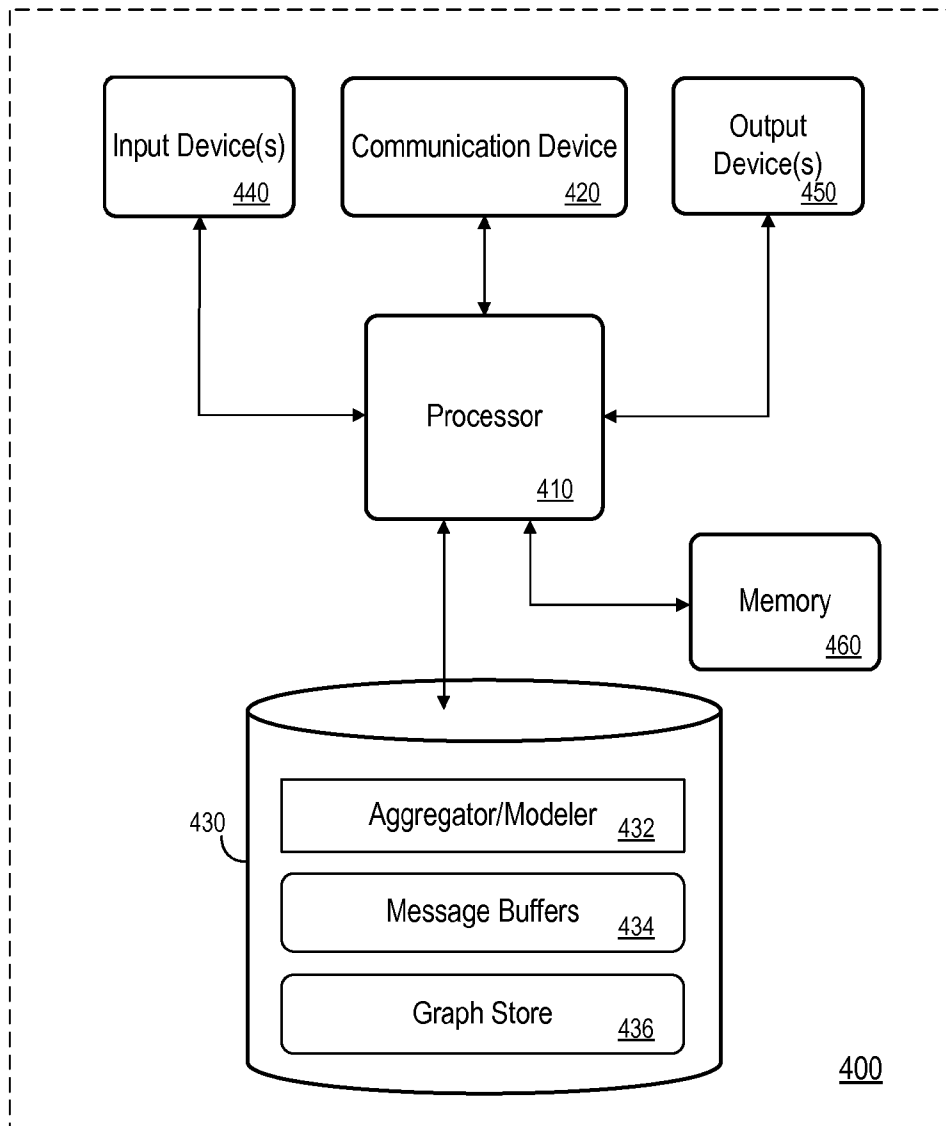 Input Device(s)
440
Communication Device
420
Output
Device(s)
450
Processor
410
Memory
460
430
Aggregator/Modeler
432
Message Buffers
434
Graph Store
436
400